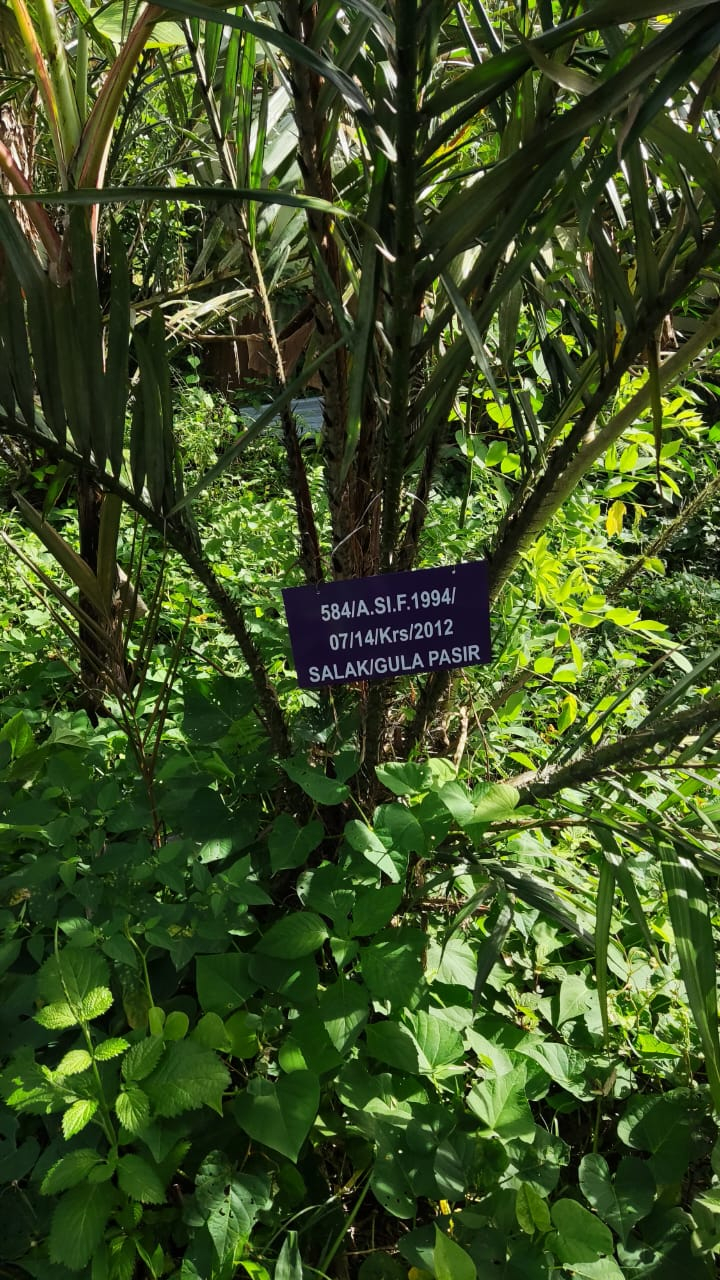 584/A.SI.F.1994/
07/14/Krs/2012
SALAK/GULA PASIR